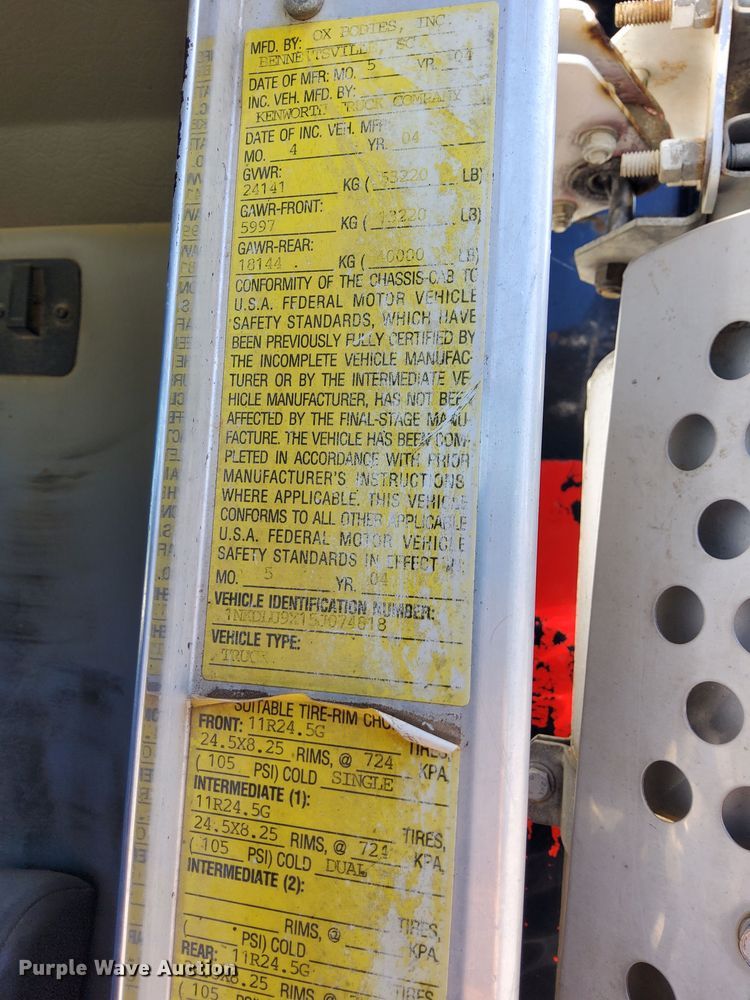 MFD. BY: OX BODIES, INC.
BENNETTSVILLE, SC
DATE OF MFR: MO. 5 YR. 04
INC. VEH. MFD. BY:
KENWORTH TRUCK COMPANY
DATE OF INC. VEH. MFR:
MO. 4 YR. 04
GVWR:
24141 KG ( 53220 LB)
GAWR-FRONT:
5997 KG ( 13220 LB)
GAWR-REAR:
18144 KG ( 40000 LB)
CONFORMITY OF THE CHASSIS-CAB TO
U.S.A. FEDERAL MOTOR VEHICLE
SAFETY STANDARDS, WHICH HAVE
BEEN PREVIOUSLY FULLY CERTIFIED BY
THE INCOMPLETE VEHICLE MANUFAC-
TURER OR BY THE INTERMEDIATE VE-
HICLE MANUFACTURER, HAS NOT BEEN
AFFECTED BY THE FINAL-STAGE MANU-
FACTURE. THE VEHICLE HAS BEEN COM-
PLETED IN ACCORDANCE WITH PRIOR
MANUFACTURER'S INSTRUCTIONS
WHERE APPLICABLE. THIS VEHICLE
CONFORMS TO ALL OTHER APPLICABLE
U.S.A. FEDERAL MOTOR VEHICLE
SAFETY STANDARDS IN EFFECT IN:
MO. 5 YR. 04
VEHICLE IDENTIFICATION NUMBER:
1NKDLU9X15J074818
VEHICLE TYPE:
TRUCK
SUITABLE TIRE-RIM
FRONT: 11R24.5G TIRES,
24.5X8.25 RIMS, @ 724 KPA,
( 105 PSI) COLD SINGLE
INTERMEDIATE (1):
11R24.5G TIRES,
24.5X8.25 RIMS, @ 724 KPA,
( 105 PSI) COLD DUAL
INTERMEDIATE (2):
TIRES,
RIMS, @ KPA
( PSI) COLD
REAR: 11R24.5G TIRES
RIMS, @
(105 PSI)
Purple Wave Auction